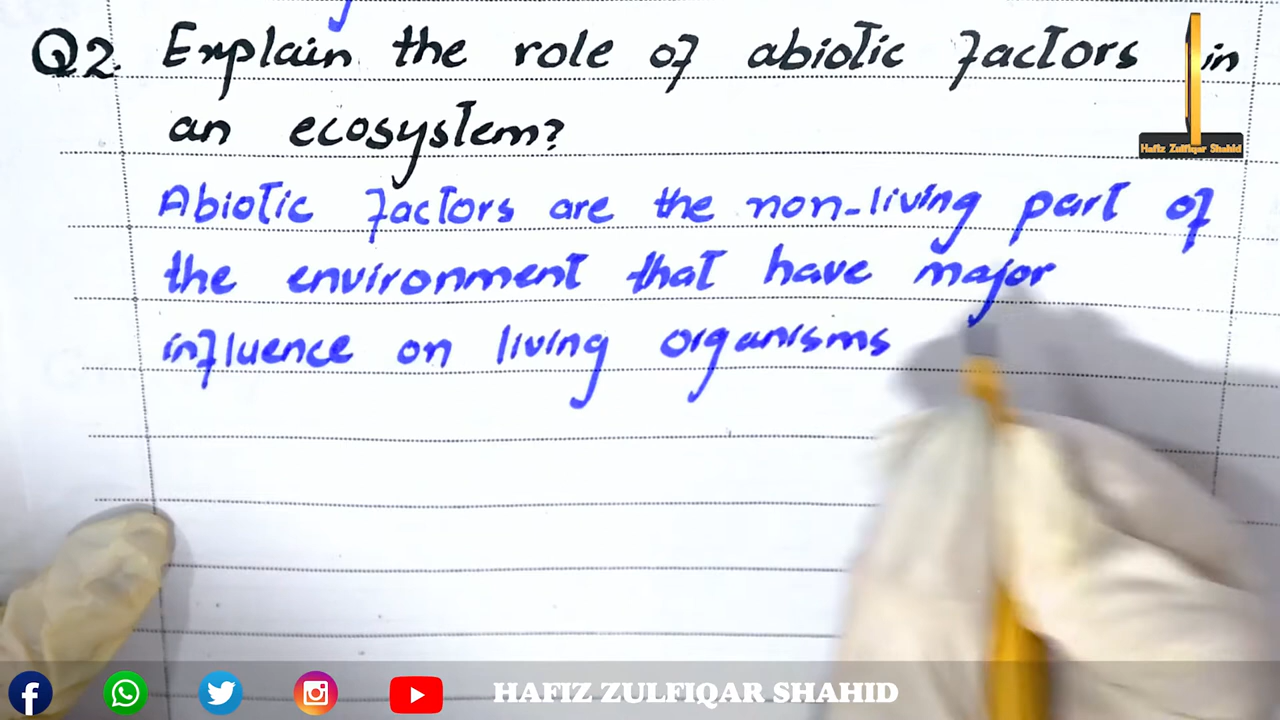 Q2. Explain the role of abiotic factors in
an ecosystem?
Abiotic factors are the non-living part of
the environment that have major
influence on living organisms
Hafiz Zulfiqar Shahid
HAFIZ ZULFIQAR SHAHID